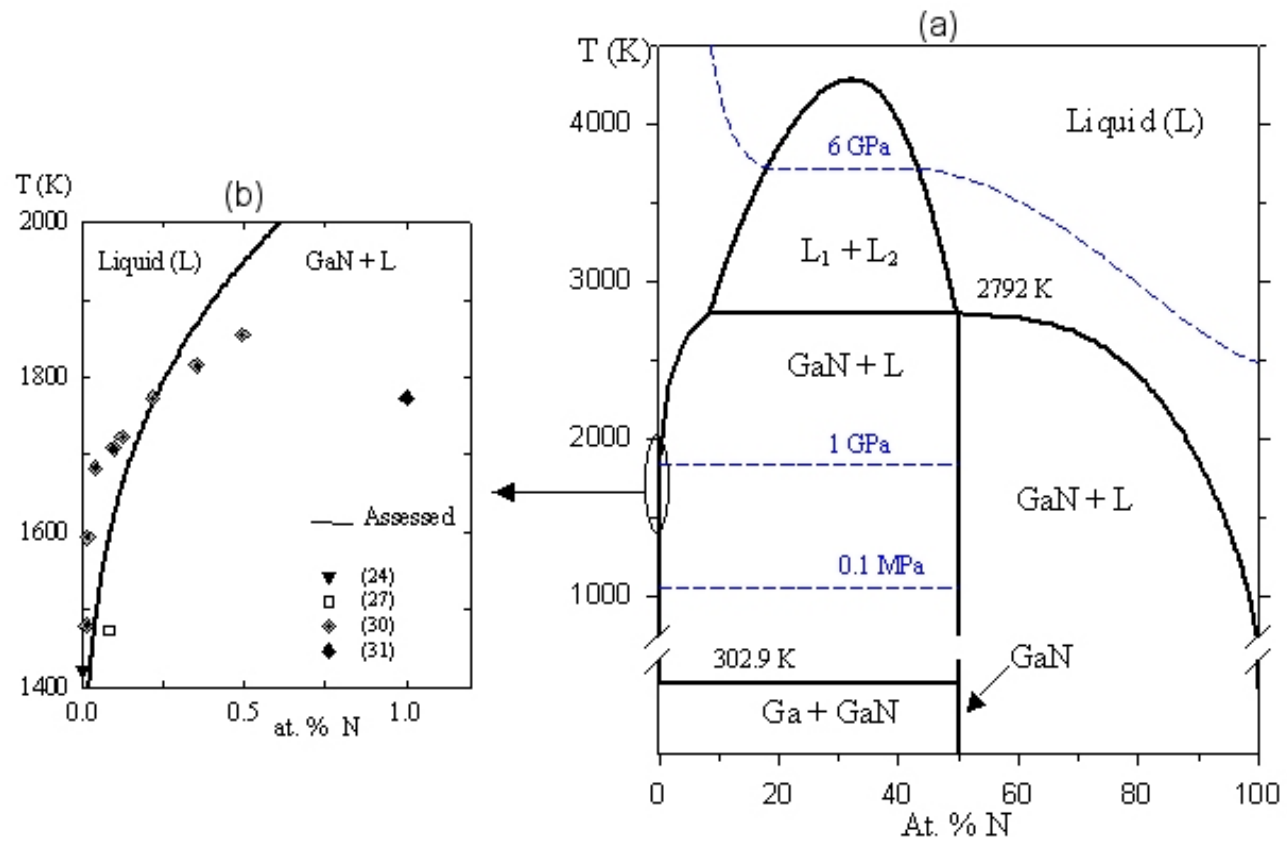 (a)
T (K)
4000
3000
2000
1000
Liquid (L)
6 GPa
L₁ + L₂
2792 K
GaN + L
1 GPa
GaN + L
0.1 MPa
302.9 K
GaN
Ga + GaN
0 20 40 60 80 100
At. % N
(b)
T (K)
2000
1800
1600
1400
Liquid (L) GaN + L
Assessed
(24)
(27)
(30)
(31)
0.0 0.5 1.0
at. % N